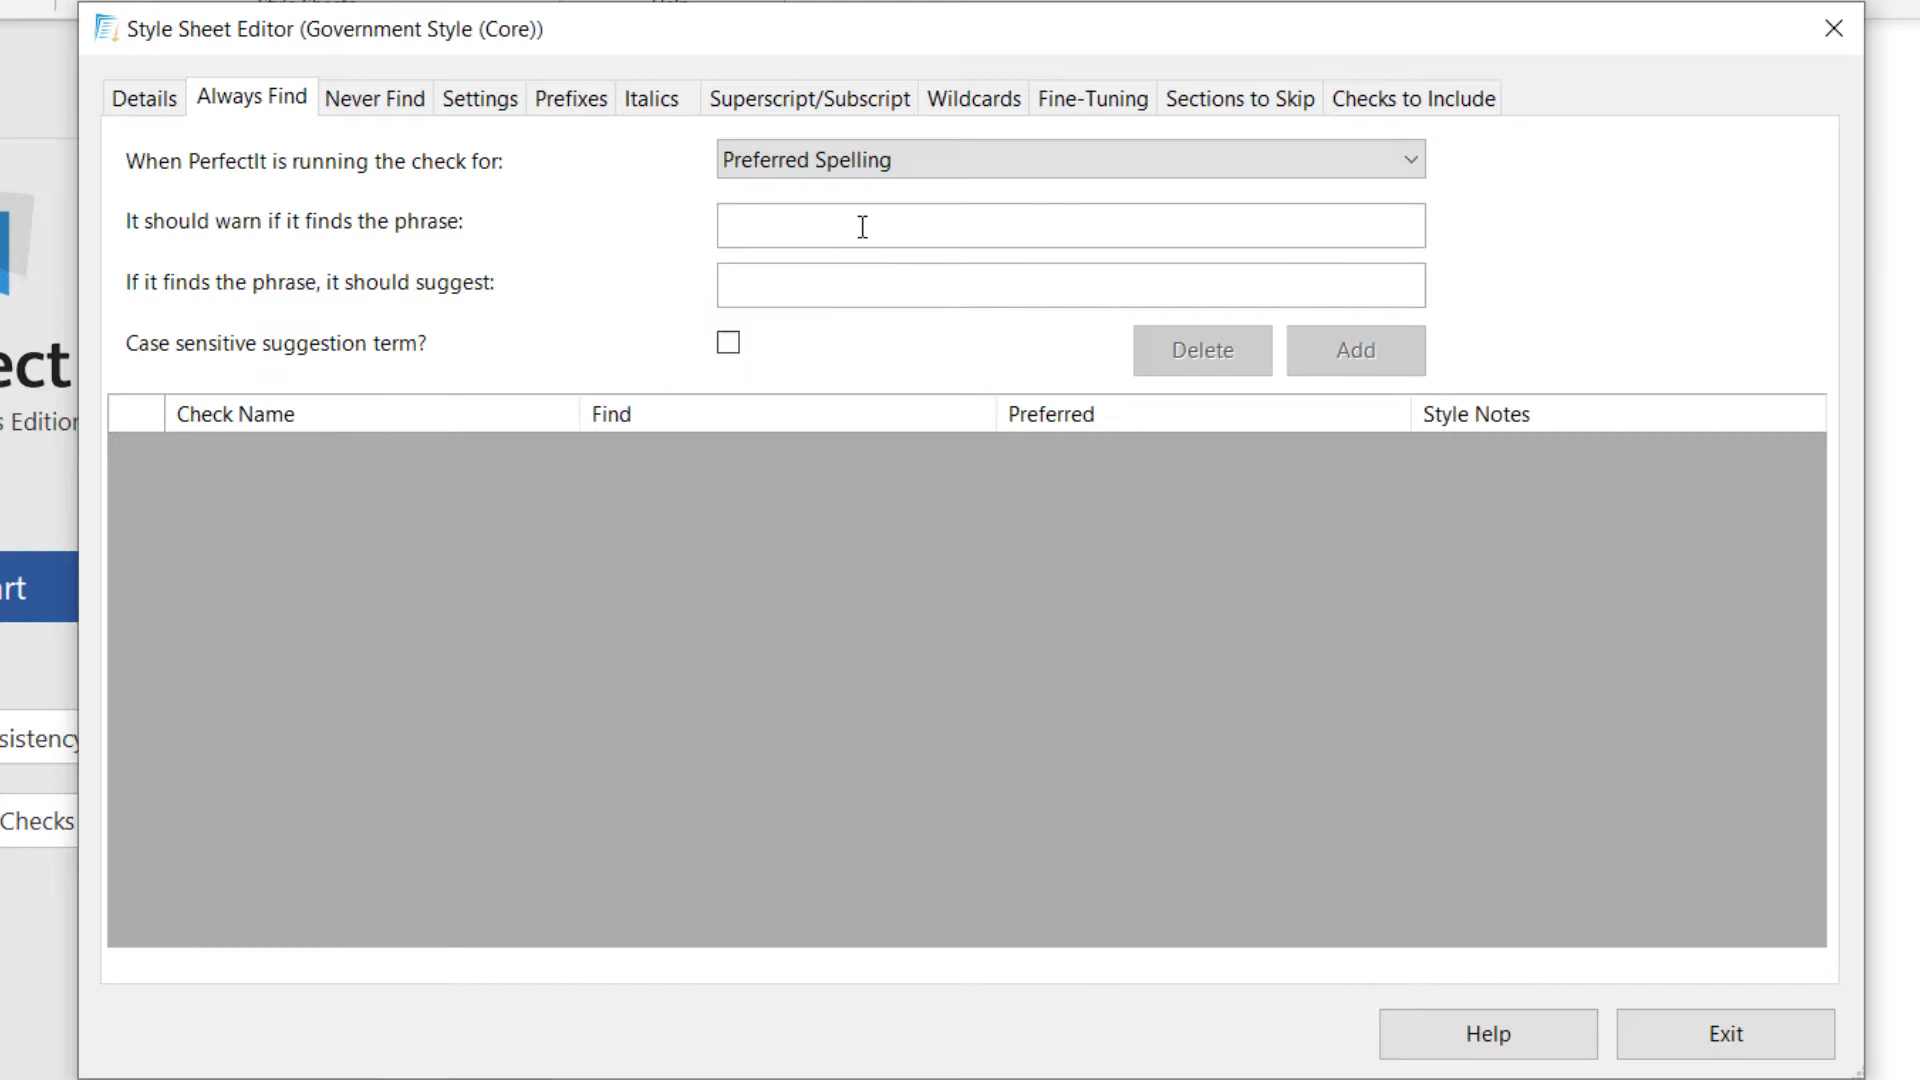 Style Sheet Editor (Government Style (Core))
Details Always Find Never Find Settings Prefixes Italics Superscript/Subscript Wildcards Fine-Tuning Sections to Skip Checks to Include
When PerfectIt is running the check for: Preferred Spelling
It should warn if it finds the phrase:
If it finds the phrase, it should suggest:
Case sensitive suggestion term?
Delete Add
Check Name Find Preferred Style Notes
ect
s Edition
art
sistency
Checks
Help Exit